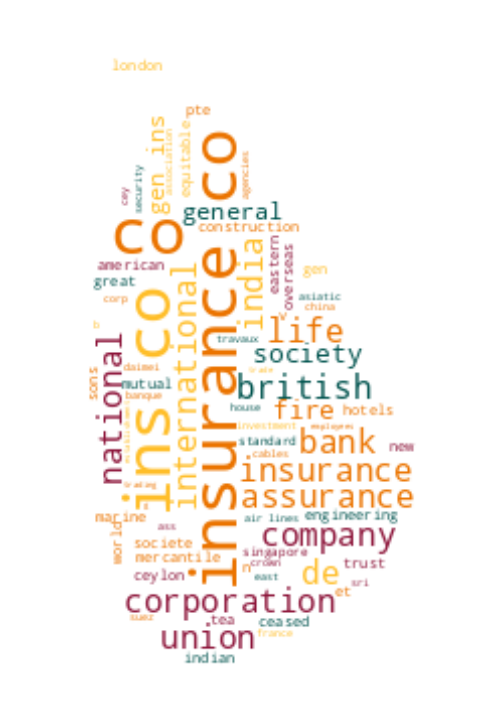 london
pte
gen ins
association
equitable
agencies
security
cey
co
insurance co
general
construction
american
great
corp
ins co
international
india
eastern
overseas
gen
asiatic
china
v
life
travaux
society
national
sons
daimei
mutual
banque
trade
british
house
fire
hotels
investment
employees
standard
bank
new
cables
insurance
assurance
trading
marine
world
ass
air lines
engineering
company
societe
mercantile
singapore
crown
n
trust
ceylon
east
de
sri
et
corporation
suez
tea
ceased
union
france
indian